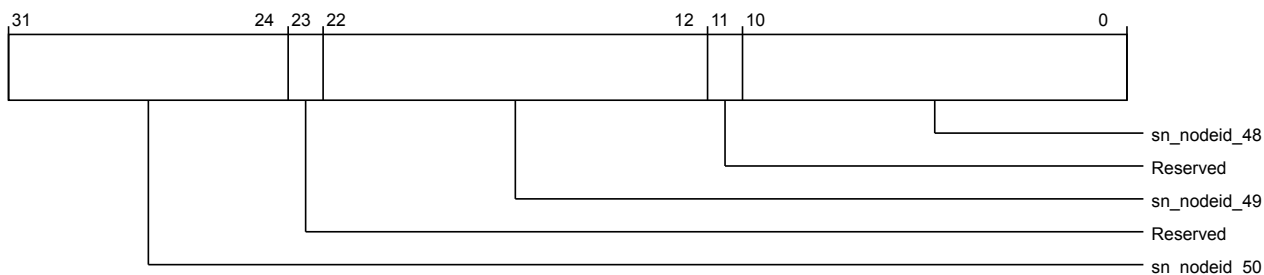 31 24 23 22 12 11 10 0
sn_nodeid_48
Reserved
sn_nodeid_49
Reserved
sn_nodeid_50